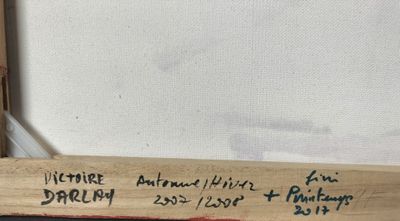 VICTOIRE
DARLAY
Automne/Hiver
2007/2008
+
fini
Printemps
2017